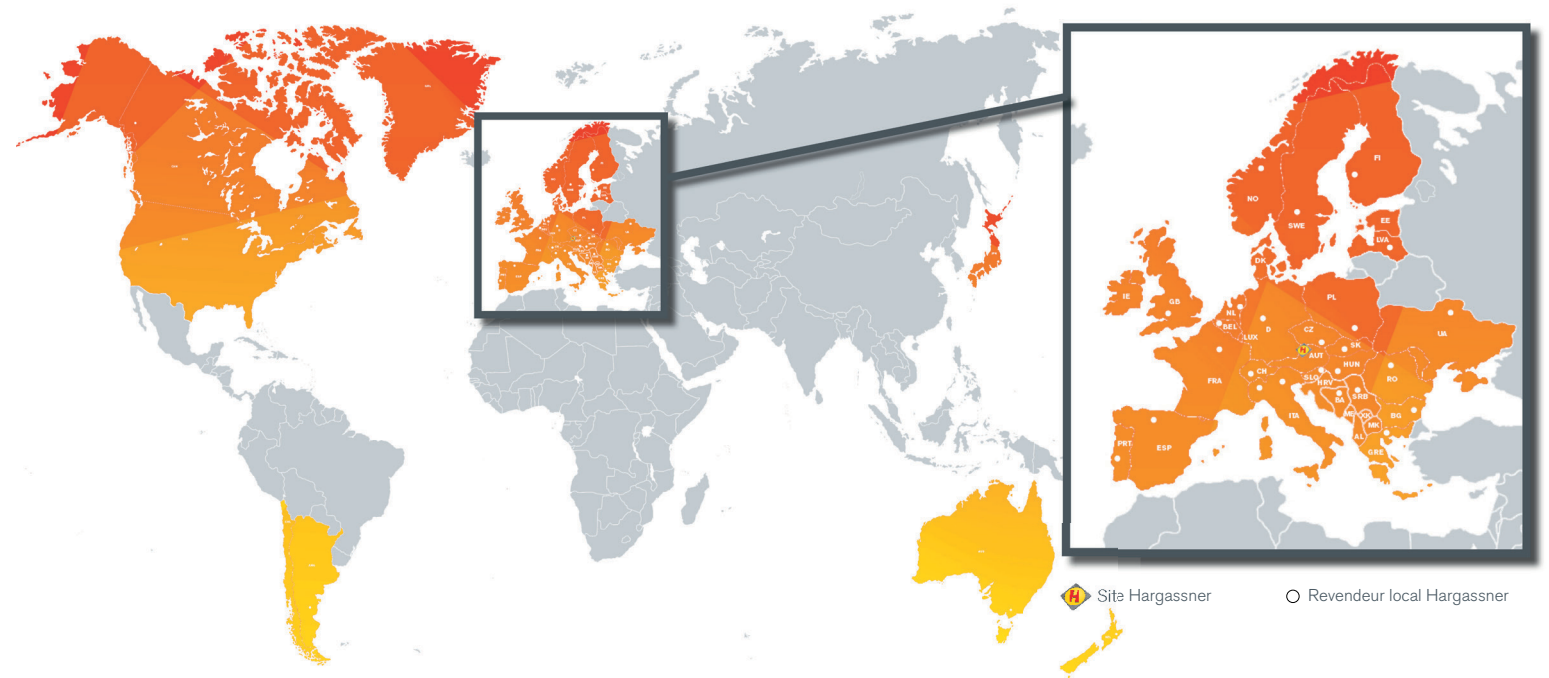 FI
NO
SWE
EE
LVA
DK
IE
GB
PL
NL
BEL
D
LUX
CZ
UA
SK
AUT
H
HUN
CH
FRA
SLO
HRV
RO
BA
SRB
ITA
ME
XK
BG
MK
PRT
ESP
AL
GRE
H Site Hargassner
Revendeur local Hargassner